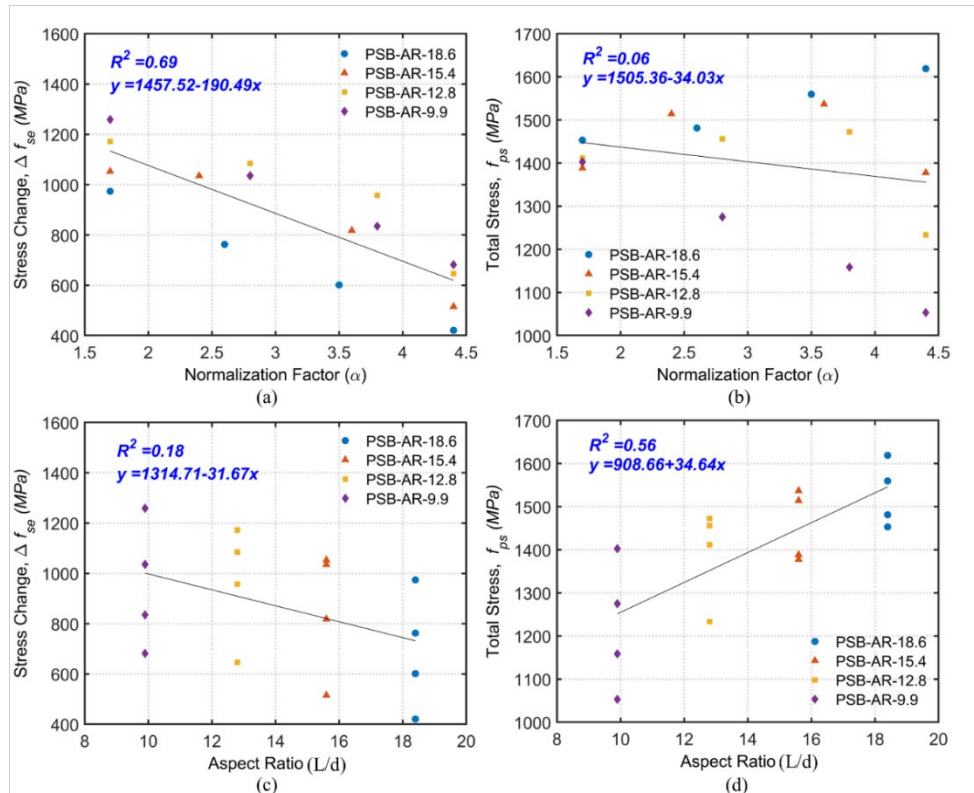 R² =0.69
y =1457.52-190.49x
PSB-AR-18.6
PSB-AR-15.4
PSB-AR-12.8
PSB-AR-9.9
1600
1400
1200
1000
800
600
400
Stress Change, Δ f_se (MPa)
1.5 2 2.5 3 3.5 4 4.5
Normalization Factor (α)
(a)
R² =0.06
y =1505.36-34.03x
1700
1600
1500
1400
1300
1200
1100
1000
Total Stress, f_ps (MPa)
PSB-AR-18.6
PSB-AR-15.4
PSB-AR-12.8
PSB-AR-9.9
1.5 2 2.5 3 3.5 4 4.5
Normalization Factor (α)
(b)
R² =0.18
y =1314.71-31.67x
PSB-AR-18.6
PSB-AR-15.4
PSB-AR-12.8
PSB-AR-9.9
1600
1400
1200
1000
800
600
400
Stress Change, Δ f_se (MPa)
8 10 12 14 16 18 20
Aspect Ratio (L/d)
(c)
R² =0.56
y =908.66+34.64x
1700
1600
1500
1400
1300
1200
1100
1000
Total Stress, f_ps (MPa)
PSB-AR-18.6
PSB-AR-15.4
PSB-AR-12.8
PSB-AR-9.9
8 10 12 14 16 18 20
Aspect Ratio (L/d)
(d)